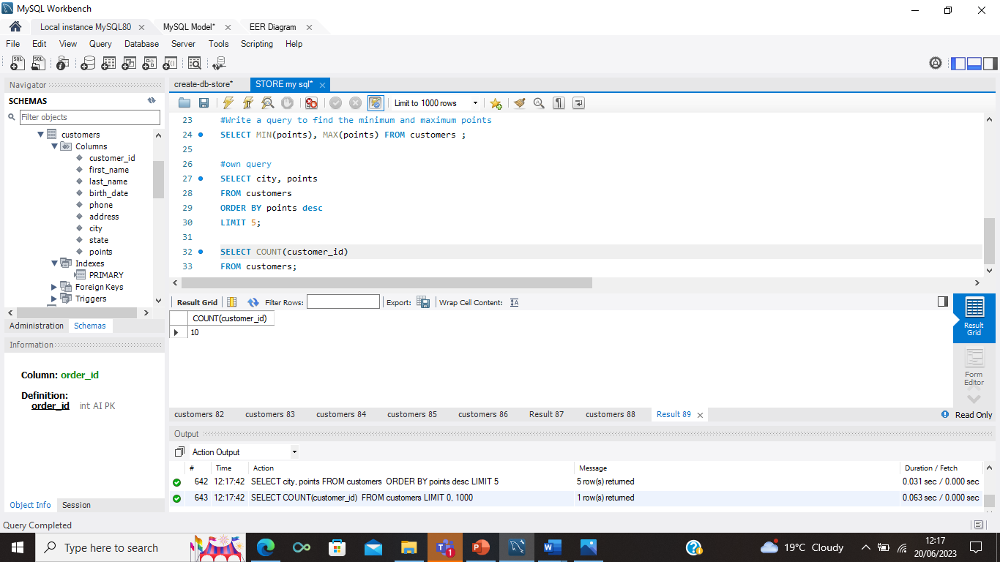 MySQL Workbench
Local instance MySQL80 MySQL Model* EER Diagram
File Edit View Query Database Server Tools Scripting Help
Navigator
SCHEMAS
Filter objects
customers
Columns
customer_id
first_name
last_name
birth_date
phone
address
city
state
points
Indexes
PRIMARY
Foreign Keys
Triggers
Administration Schemas
Information
Column: order_id
Definition:
order_id int AI PK
Object Info Session
create-db-store* STORE my sql*
Limit to 1000 rows
23 #Write a query to find the minimum and maximum points
24 SELECT MIN(points), MAX(points) FROM customers ;
25
26 #own query
27 SELECT city, points
28 FROM customers
29 ORDER BY points desc
30 LIMIT 5;
31
32 SELECT COUNT(customer_id)
33 FROM customers;
Result Grid Filter Rows: Export: Wrap Cell Content:
COUNT(customer_id)
10
Result Grid
Form Editor
customers 82 customers 83 customers 84 customers 85 customers 86 Result 87 customers 88 Result 89 Read Only
Output
Action Output
# Time Action Message Duration / Fetch
642 12:17:42 SELECT city, points FROM customers ORDER BY points desc LIMIT 5 5 row(s) returned 0.031 sec / 0.000 sec
643 12:17:42 SELECT COUNT(customer_id) FROM customers LIMIT 0, 1000 1 row(s) returned 0.063 sec / 0.000 sec
Query Completed
Type here to search
1
19°C Cloudy
12:17
20/06/2023